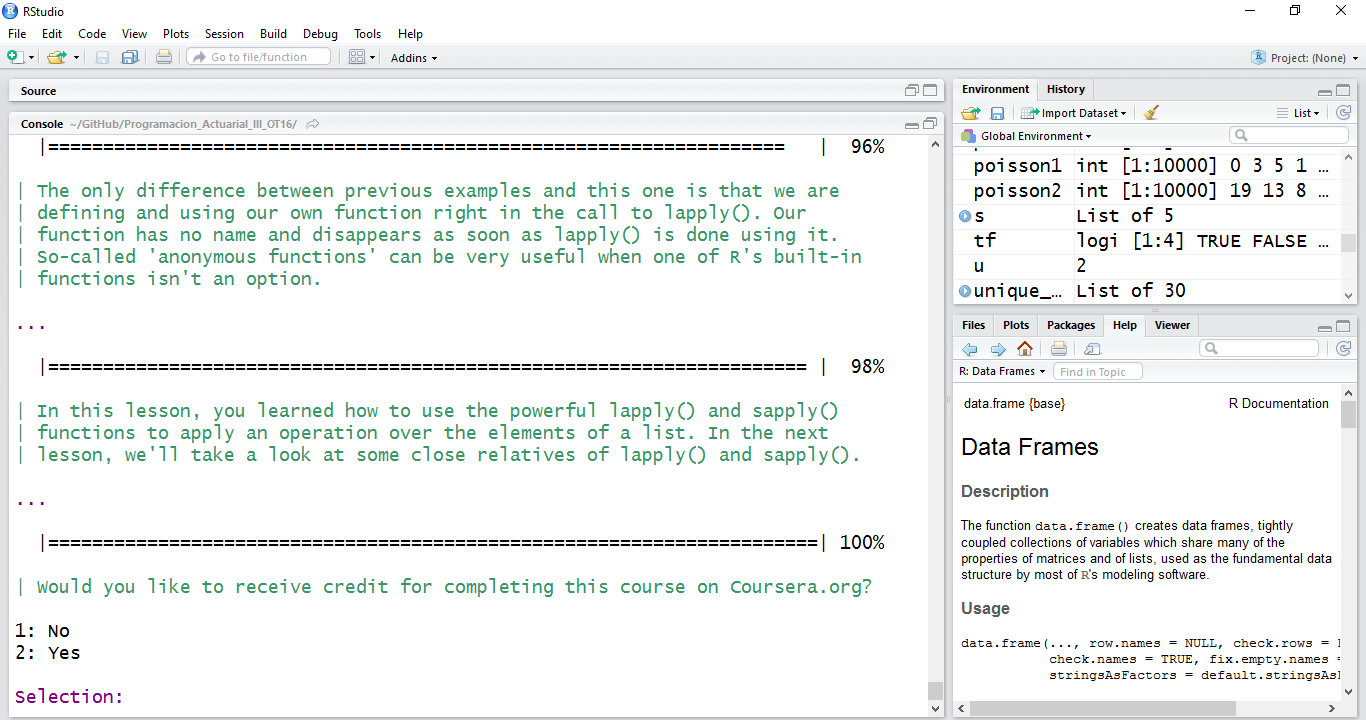 RStudio
File Edit Code View Plots Session Build Debug Tools Help
Go to file/function Addins Project: (None)
Source
Console ~/GitHub/Programacion_Actuarial_III_OT16/
|=================================================================== | 96%
| The only difference between previous examples and this one is that we are
| defining and using our own function right in the call to lapply(). Our
| function has no name and disappears as soon as lapply() is done using it.
| So-called 'anonymous functions' can be very useful when one of R's built-in
| functions isn't an option.
...
|===================================================================== | 98%
| In this lesson, you learned how to use the powerful lapply() and sapply()
| functions to apply an operation over the elements of a list. In the next
| lesson, we'll take a look at some close relatives of lapply() and sapply().
...
|======================================================================| 100%
| Would you like to receive credit for completing this course on Coursera.org?
1: No
2: Yes
Selection:
Environment History
Import Dataset List
Global Environment
poisson1 int [1:10000] 0 3 5 1 ...
poisson2 int [1:10000] 19 13 8 ...
s List of 5
tf logi [1:4] TRUE FALSE ...
u 2
unique_... List of 30
Files Plots Packages Help Viewer
R: Data Frames Find in Topic
data.frame {base} R Documentation
Data Frames
Description
The function data.frame() creates data frames, tightly
coupled collections of variables which share many of the
properties of matrices and of lists, used as the fundamental data
structure by most of R's modeling software.
Usage
data.frame(..., row.names = NULL, check.rows =
check.names = TRUE, fix.empty.names =
stringsAsFactors = default.stringsAs